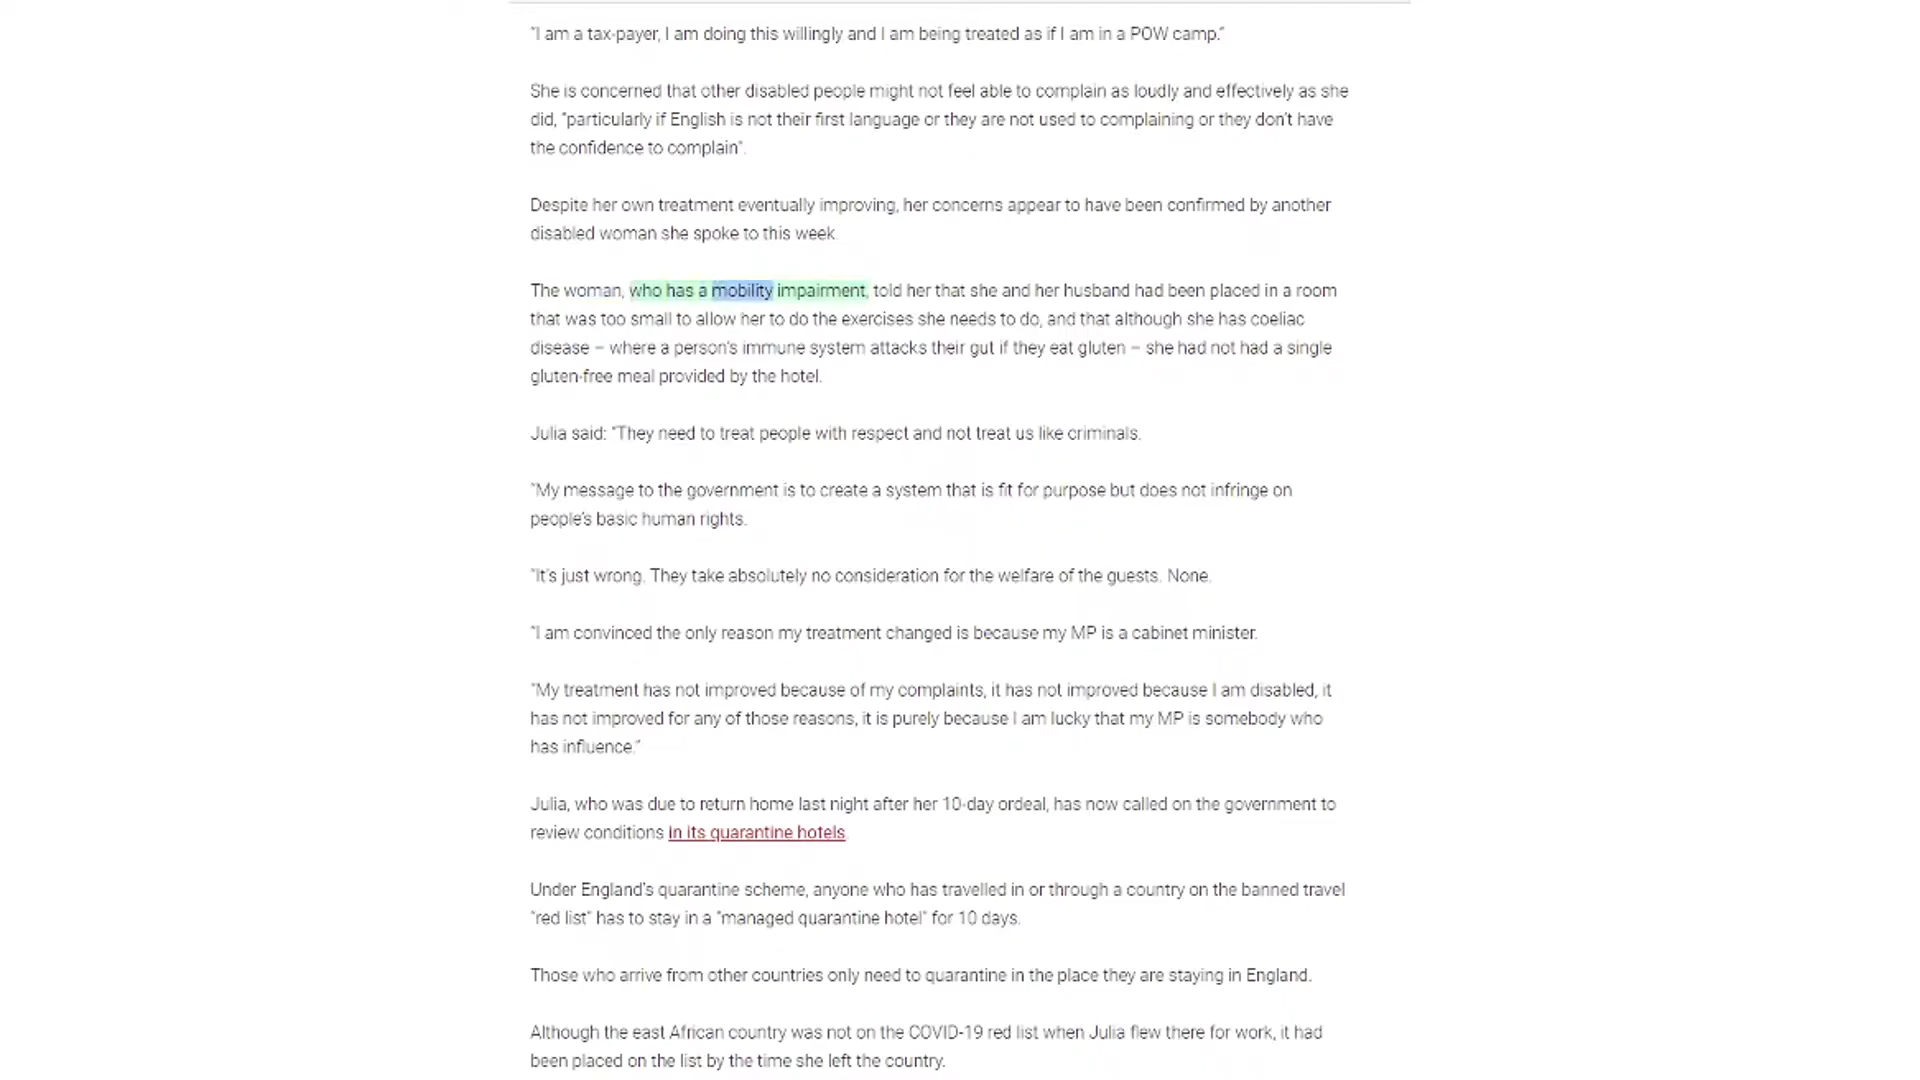 "I am a tax-payer, I am doing this willingly and I am being treated as if I am in a POW camp."
She is concerned that other disabled people might not feel able to complain as loudly and effectively as she
did, "particularly if English is not their first language or they are not used to complaining or they don't have
the confidence to complain".
Despite her own treatment eventually improving, her concerns appear to have been confirmed by another
disabled woman she spoke to this week.
The woman, who has a mobility impairment, told her that she and her husband had been placed in a room
that was too small to allow her to do the exercises she needs to do, and that although she has coeliac
disease – where a person's immune system attacks their gut if they eat gluten – she had not had a single
gluten-free meal provided by the hotel.
Julia said: "They need to treat people with respect and not treat us like criminals.
"My message to the government is to create a system that is fit for purpose but does not infringe on
people's basic human rights.
"It's just wrong. They take absolutely no consideration for the welfare of the guests. None.
"I am convinced the only reason my treatment changed is because my MP is a cabinet minister.
"My treatment has not improved because of my complaints, it has not improved because I am disabled, it
has not improved for any of those reasons, it is purely because I am lucky that my MP is somebody who
has influence."
Julia, who was due to return home last night after her 10-day ordeal, has now called on the government to
review conditions in its quarantine hotels.
Under England's quarantine scheme, anyone who has travelled in or through a country on the banned travel
"red list" has to stay in a "managed quarantine hotel" for 10 days.
Those who arrive from other countries only need to quarantine in the place they are staying in England.
Although the east African country was not on the COVID-19 red list when Julia flew there for work, it had
been placed on the list by the time she left the country.